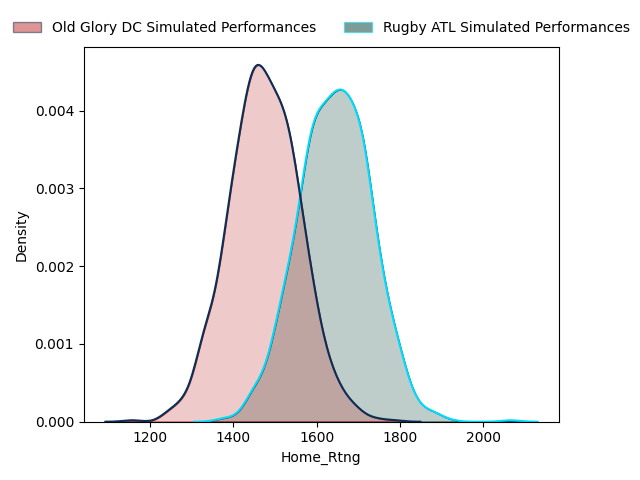 Old Glory DC Simulated Performances Rugby ATL Simulated Performances
0.004
0.003
Density
0.002
0.001
0.000
1200 1400 1600 1800 2000
Home_Rtng